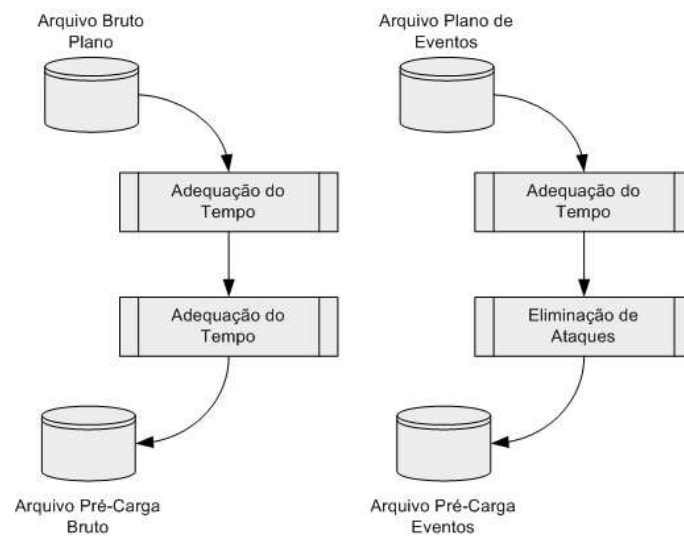 Arquivo Bruto
Plano
Adequação do
Tempo
Adequação do
Tempo
Arquivo Pré-Carga
Bruto
Arquivo Plano de
Eventos
Adequação do
Tempo
Eliminação de
Ataques
Arquivo Pré-Carga
Eventos